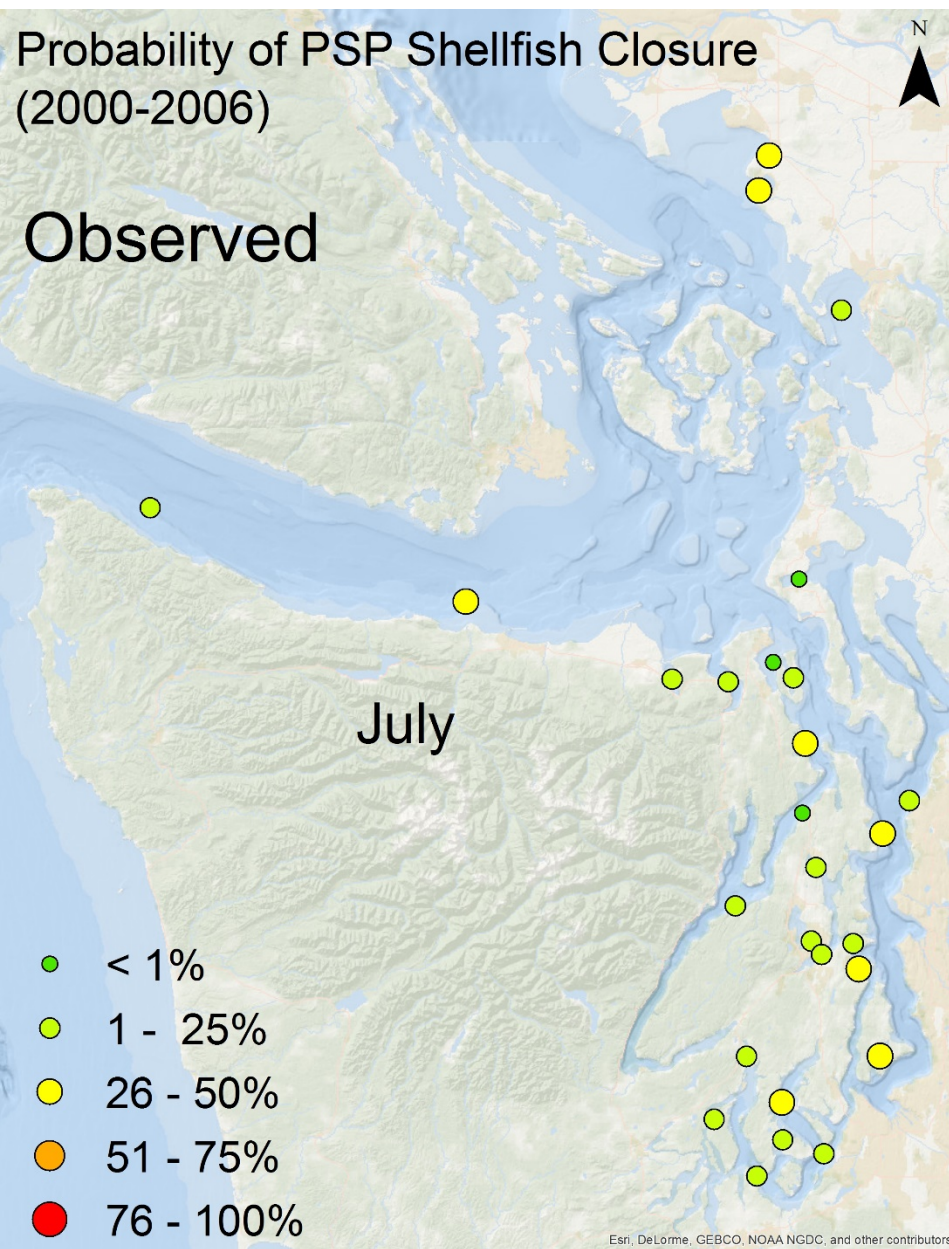 Probability of PSP Shellfish Closure
(2000-2006)
N
Observed
July
< 1%
1 - 25%
26 - 50%
51 - 75%
76 - 100%
Esri, DeLorme, GEBCO, NOAA NGDC, and other contributors